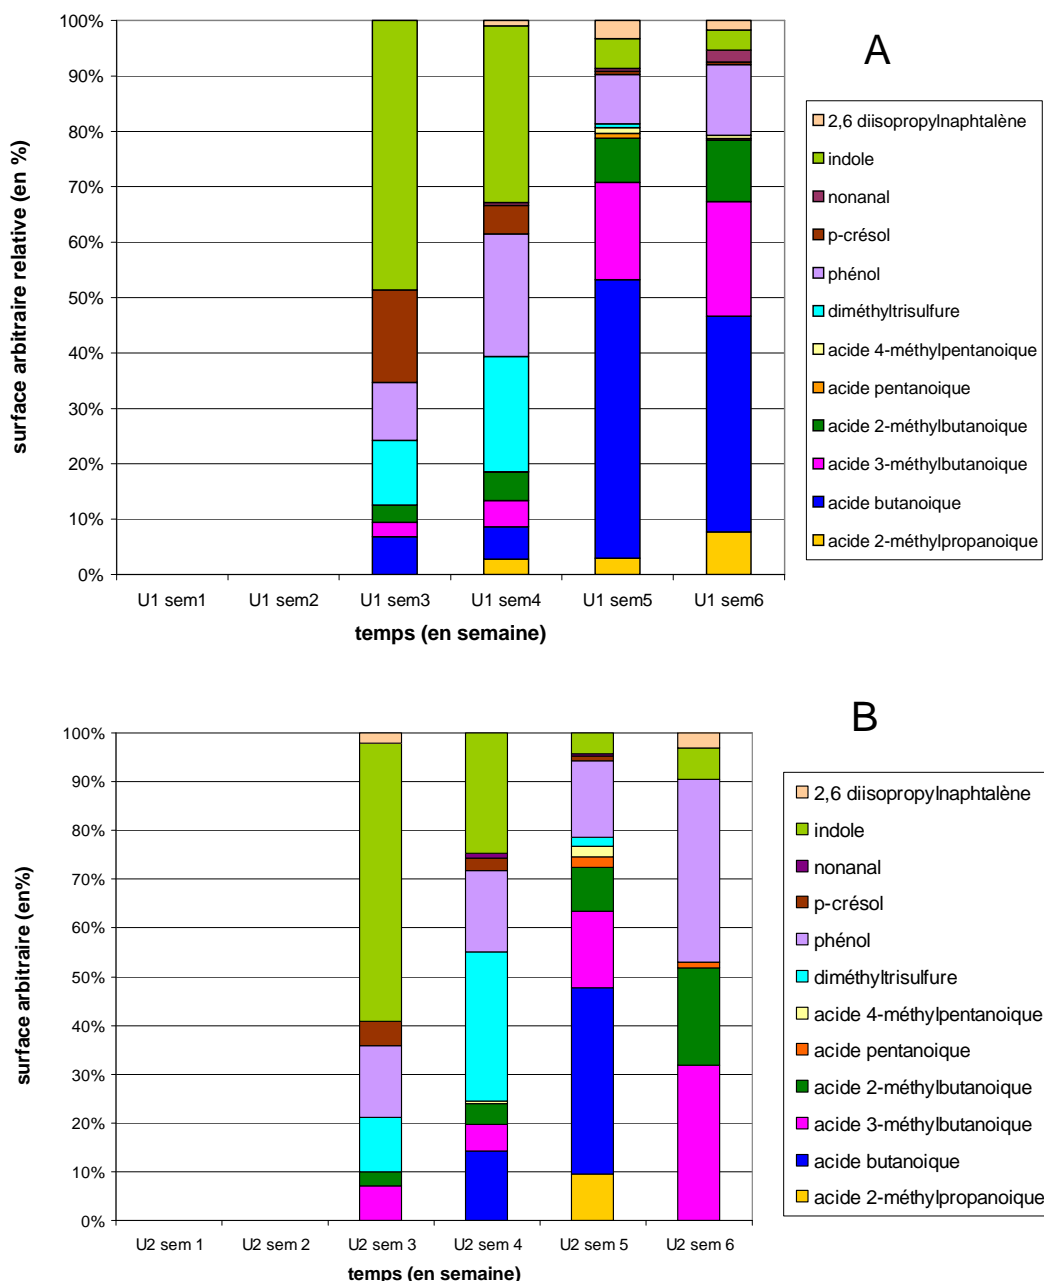 A
100%
90%
80%
70%
60%
50%
40%
30%
20%
10%
0%
surface arbitraire relative (en %)
U1 sem1 U1 sem2 U1 sem3 U1 sem4 U1 sem5 U1 sem6
temps (en semaine)
2,6 diisopropylnaphtalène
indole
nonanal
p-crésol
phénol
diméthyltrisulfure
acide 4-méthylpentanoique
acide pentanoique
acide 2-méthylbutanoique
acide 3-méthylbutanoique
acide butanoique
acide 2-méthylpropanoique
B
100%
90%
80%
70%
60%
50%
40%
30%
20%
10%
0%
surface arbitraire (en%)
U2 sem 1 U2 sem 2 U2 sem 3 U2 sem 4 U2 sem 5 U2 sem 6
temps (en semaine)
2,6 diisopropylnaphtalène
indole
nonanal
p-crésol
phénol
diméthyltrisulfure
acide 4-méthylpentanoique
acide pentanoique
acide 2-méthylbutanoique
acide 3-méthylbutanoique
acide butanoique
acide 2-méthylpropanoique